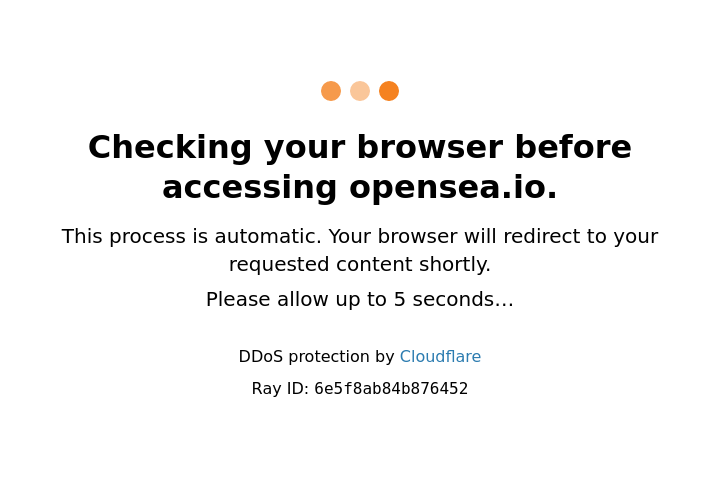 Checking your browser before
accessing opensea.io.
This process is automatic. Your browser will redirect to your
requested content shortly.
Please allow up to 5 seconds…
DDoS protection by Cloudflare
Ray ID: 6e5f8ab84b876452